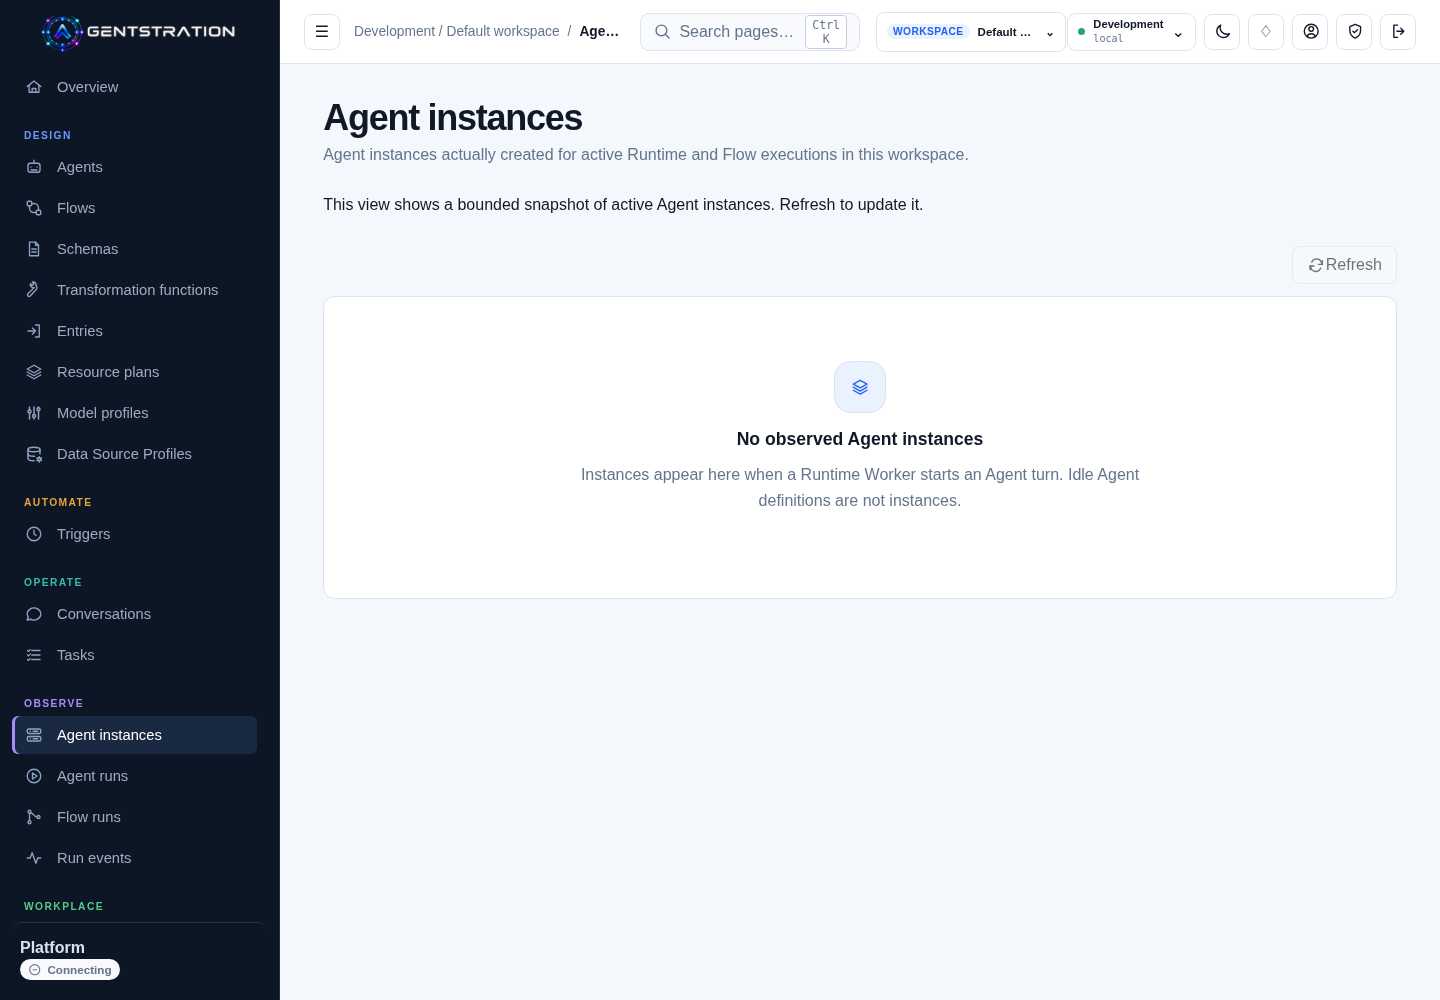 GENTSTRATION
Overview
DESIGN
Agents
Flows
Schemas
Transformation functions
Entries
Resource plans
Model profiles
Data Source Profiles
AUTOMATE
Triggers
OPERATE
Conversations
Tasks
OBSERVE
Agent instances
Agent runs
Flow runs
Run events
WORKPLACE
Platform
Connecting
Development / Default workspace / Age…
Search pages…
Ctrl
K
WORKSPACE Default …
Development
local
Agent instances
Agent instances actually created for active Runtime and Flow executions in this workspace.
This view shows a bounded snapshot of active Agent instances. Refresh to update it.
Refresh
No observed Agent instances
Instances appear here when a Runtime Worker starts an Agent turn. Idle Agent
definitions are not instances.